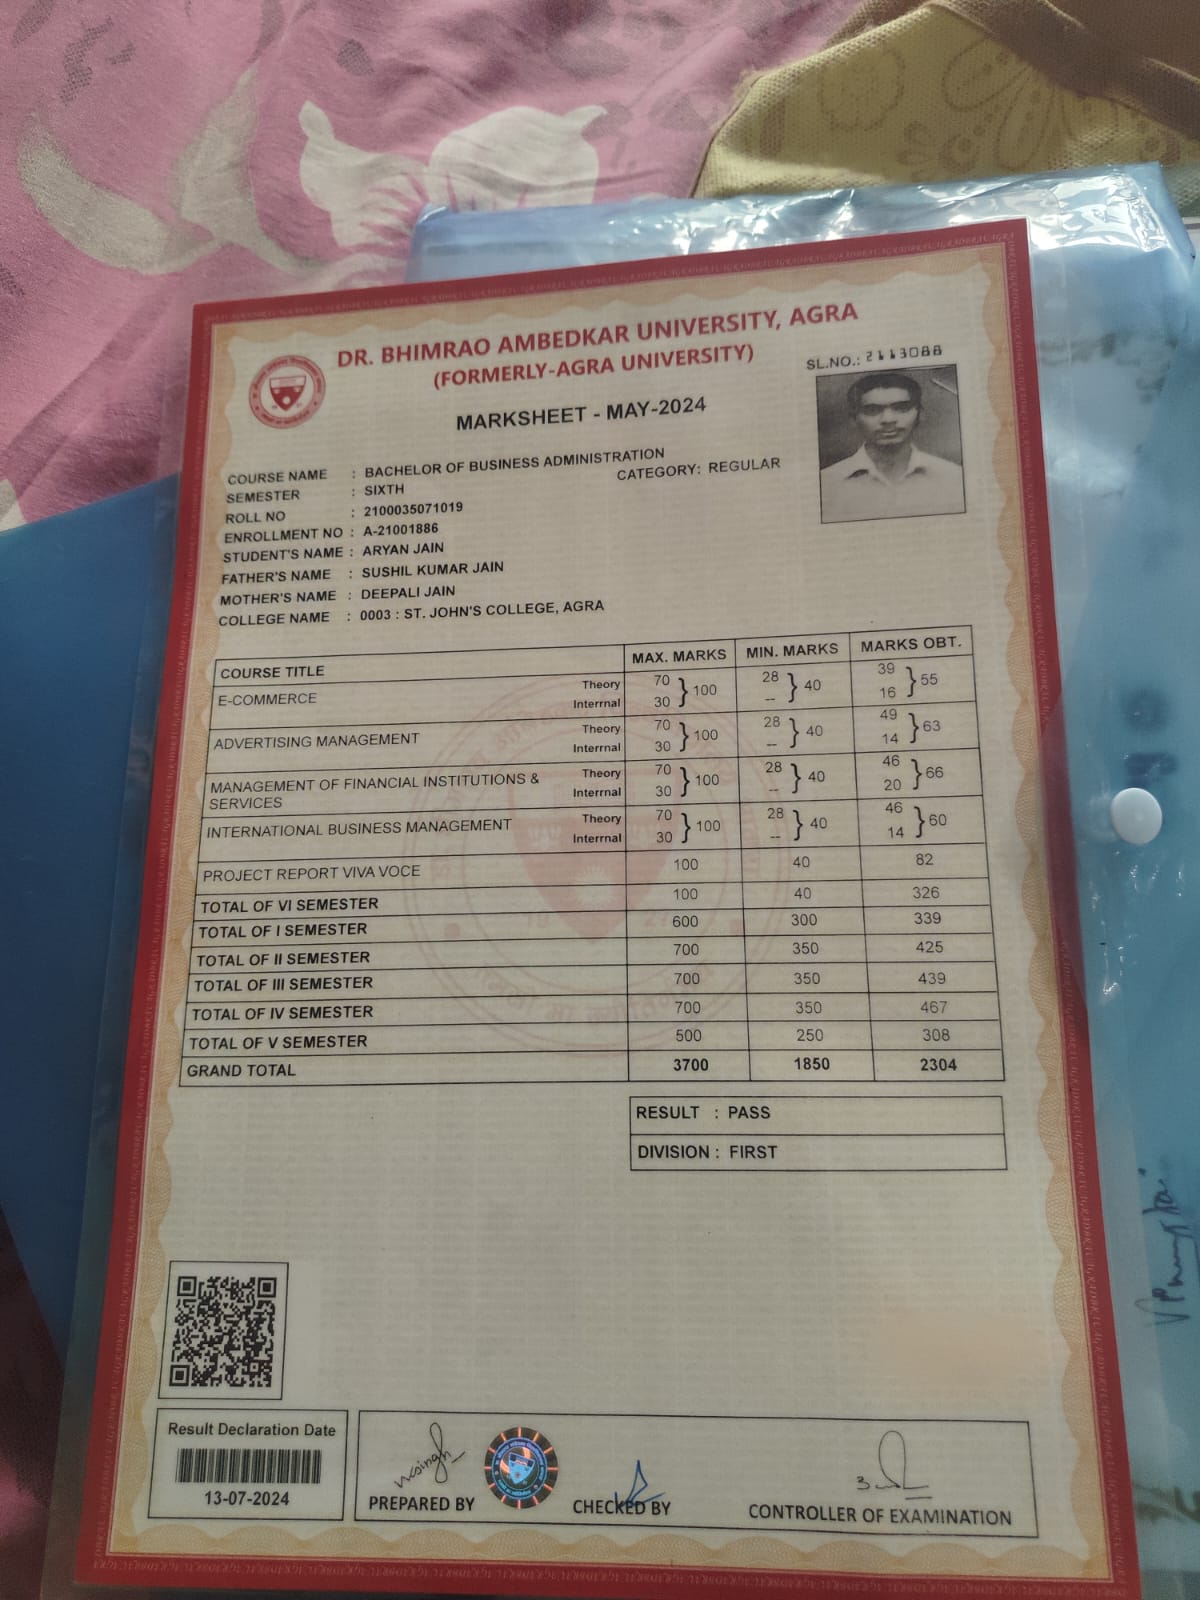 DR. BHIMRAO AMBEDKAR UNIVERSITY, AGRA
(FORMERLY-AGRA UNIVERSITY)
SL.NO.: 2113088
MARKSHEET - MAY-2024
COURSE NAME : BACHELOR OF BUSINESS ADMINISTRATION
SEMESTER : SIXTH CATEGORY: REGULAR
ROLL NO : 2100035071019
ENROLLMENT NO : A-21001886
STUDENT'S NAME : ARYAN JAIN
FATHER'S NAME : SUSHIL KUMAR JAIN
MOTHER'S NAME : DEEPALI JAIN
COLLEGE NAME : 0003 : ST. JOHN'S COLLEGE, AGRA
COURSE TITLE MAX. MARKS MIN. MARKS MARKS OBT.
E-COMMERCE Theory 70 28 39
Interrnal 30 } 100 -- } 40 16 } 55
ADVERTISING MANAGEMENT Theory 70 28 49
Interrnal 30 } 100 -- } 40 14 } 63
MANAGEMENT OF FINANCIAL INSTITUTIONS & Theory 70 28 46
SERVICES Interrnal 30 } 100 -- } 40 20 } 66
INTERNATIONAL BUSINESS MANAGEMENT Theory 70 28 46
Interrnal 30 } 100 -- } 40 14 } 60
PROJECT REPORT VIVA VOCE 100 40 82
TOTAL OF VI SEMESTER 100 40 326
TOTAL OF I SEMESTER 600 300 339
TOTAL OF II SEMESTER 700 350 425
TOTAL OF III SEMESTER 700 350 439
TOTAL OF IV SEMESTER 700 350 467
TOTAL OF V SEMESTER 500 250 308
GRAND TOTAL 3700 1850 2304
RESULT : PASS
DIVISION : FIRST
Result Declaration Date
13-07-2024
PREPARED BY
CHECKED BY
CONTROLLER OF EXAMINATION